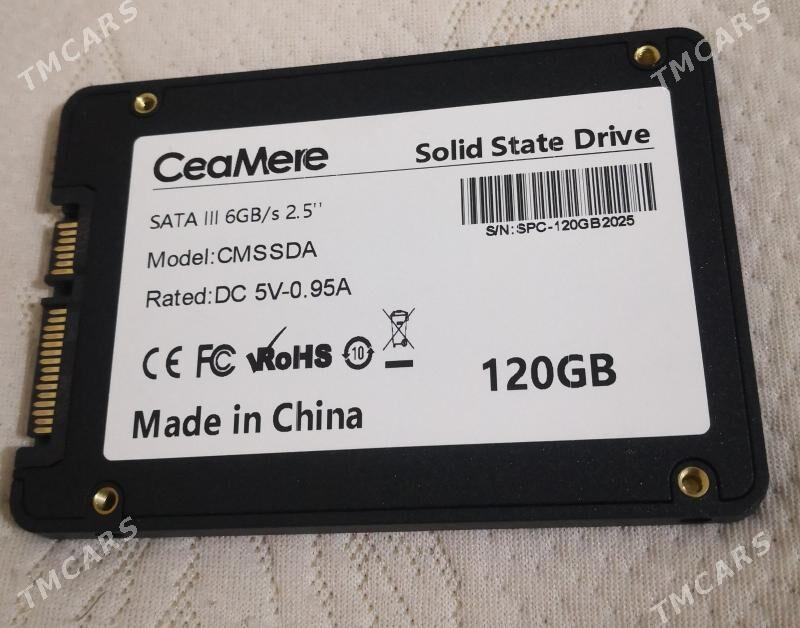 TMCARS
TMCARS
CeaMere
Solid State Drive
SATA III 6GB/s 2.5''
S/N:SPC-120GB2025
Model:CMSSDA
Rated:DC 5V-0.95A
CE FC RoHS 10
120GB
Made in China
TMCARS
TMCARS